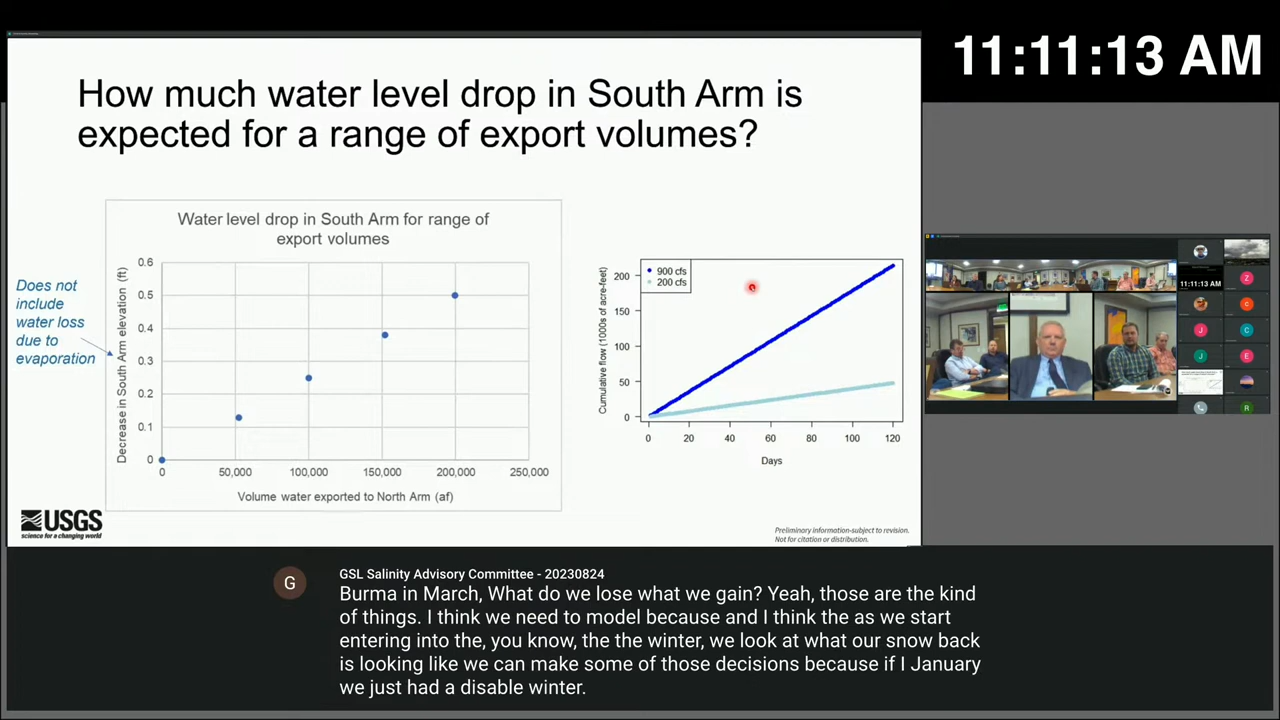 11:11:13 AM
How much water level drop in South Arm is
expected for a range of export volumes?
Water level drop in South Arm for range of
export volumes
Does not
include
water loss
due to
evaporation
Decrease in South Arm elevation (ft)
0.6
0.5
0.4
0.3
0.2
0.1
0
0
50,000
100,000
150,000
200,000
250,000
Volume water exported to North Arm (af)
900 cfs
200 cfs
Cumulative flow (1000s of acre-feet)
200
150
100
50
0
0
20
40
60
80
100
120
Days
USGS
science for a changing world
Preliminary information-subject to revision.
Not for citation or distribution.
11:11:13 AM
Z
C
J
C
J
E
R
G
GSL Salinity Advisory Committee - 20230824
Burma in March, What do we lose what we gain? Yeah, those are the kind
of things. I think we need to model because and I think the as we start
entering into the, you know, the the winter, we look at what our snow back
is looking like we can make some of those decisions because if I January
we just had a disable winter.